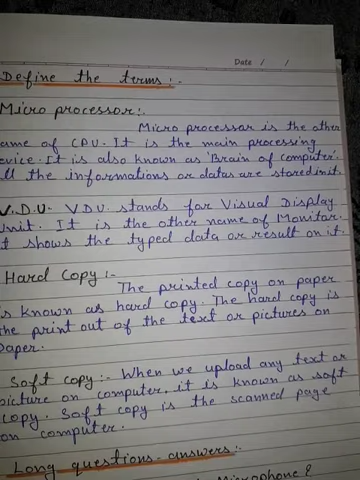 Date / /
Define the terms:-
Micro processor:-
Micro processor is the other
ame of CPU. It is the main processing
evice. It is also known as 'Brain of computer'.
ll the informations or datas are stored in it.
V.D.U- VDU stands for Visual Display
Unit. It is the other name of Monitor.
It shows the typed data or result on it.
Hard Copy:-
The printed copy on paper
is known as hard copy. The hard copy is
the print out of the text or pictures on
paper.
Soft copy:- When we upload any text or
picture on computer, it is known as soft
copy. Soft copy is the scanned page
on computer.
Long questions-answers:-
Microphone?